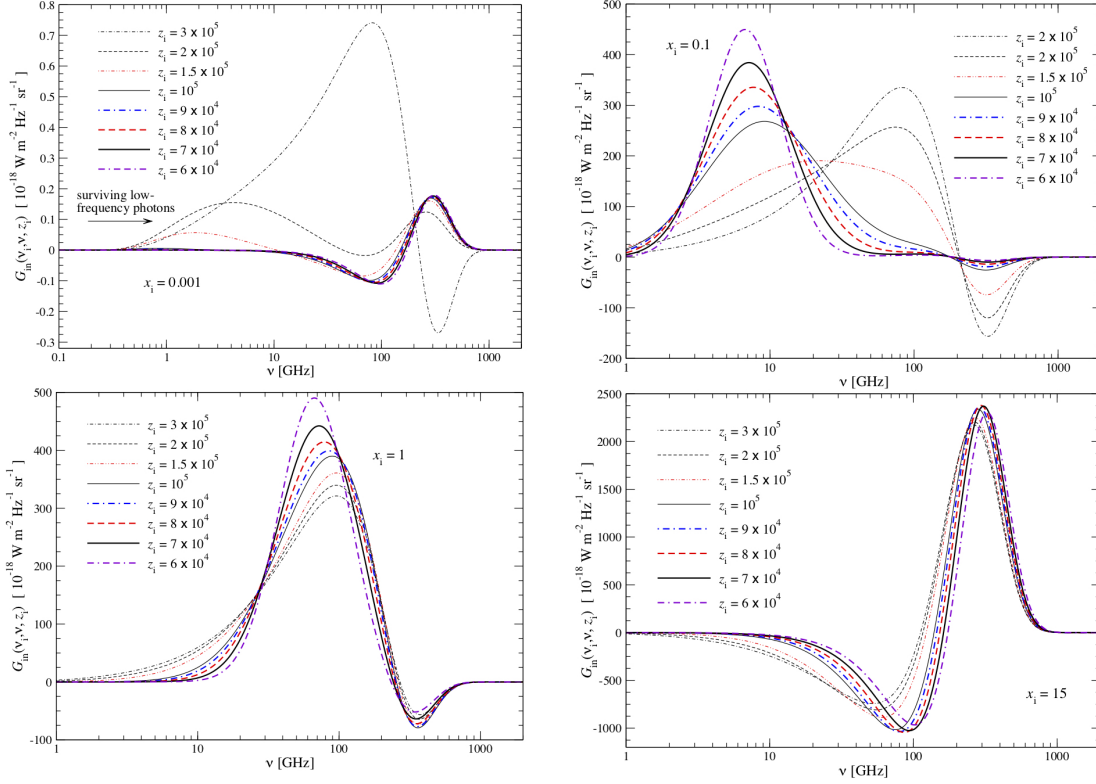 G_in(ν_i, ν, z_i) [ 10^-18 W m^-2 Hz^-1 sr^-1 ]
0.8
0.7
0.6
0.5
0.4
0.3
0.2
0.1
0
-0.1
-0.2
-0.3
z_i = 3 x 10^5
z_i = 2 x 10^5
z_i = 1.5 x 10^5
z_i = 10^5
z_i = 9 x 10^4
z_i = 8 x 10^4
z_i = 7 x 10^4
z_i = 6 x 10^4
surviving low-
frequency photons
x_i = 0.001
0.1 1 10 100 1000
ν [GHz]
G_in(ν_i, ν, z_i) [ 10^-18 W m^-2 Hz^-1 sr^-1 ]
500
400
300
200
100
0
-100
-200
x_i = 0.1
z_i = 2 x 10^5
z_i = 2 x 10^5
z_i = 1.5 x 10^5
z_i = 10^5
z_i = 9 x 10^4
z_i = 8 x 10^4
z_i = 7 x 10^4
z_i = 6 x 10^4
1 10 100 1000
ν [GHz]
G_in(ν_i, ν, z_i) [ 10^-18 W m^-2 Hz^-1 sr^-1 ]
500
400
300
200
100
0
-100
z_i = 3 x 10^5
z_i = 2 x 10^5
z_i = 1.5 x 10^5
z_i = 10^5
z_i = 9 x 10^4
z_i = 8 x 10^4
z_i = 7 x 10^4
z_i = 6 x 10^4
x_i = 1
1 10 100 1000
ν [GHz]
G_in(ν_i, ν, z_i) [ 10^-18 W m^-2 Hz^-1 sr^-1 ]
2500
2000
1500
1000
500
0
-500
-1000
z_i = 3 x 10^5
z_i = 2 x 10^5
z_i = 1.5 x 10^5
z_i = 10^5
z_i = 9 x 10^4
z_i = 8 x 10^4
z_i = 7 x 10^4
z_i = 6 x 10^4
x_i = 15
1 10 100 1000
ν [GHz]